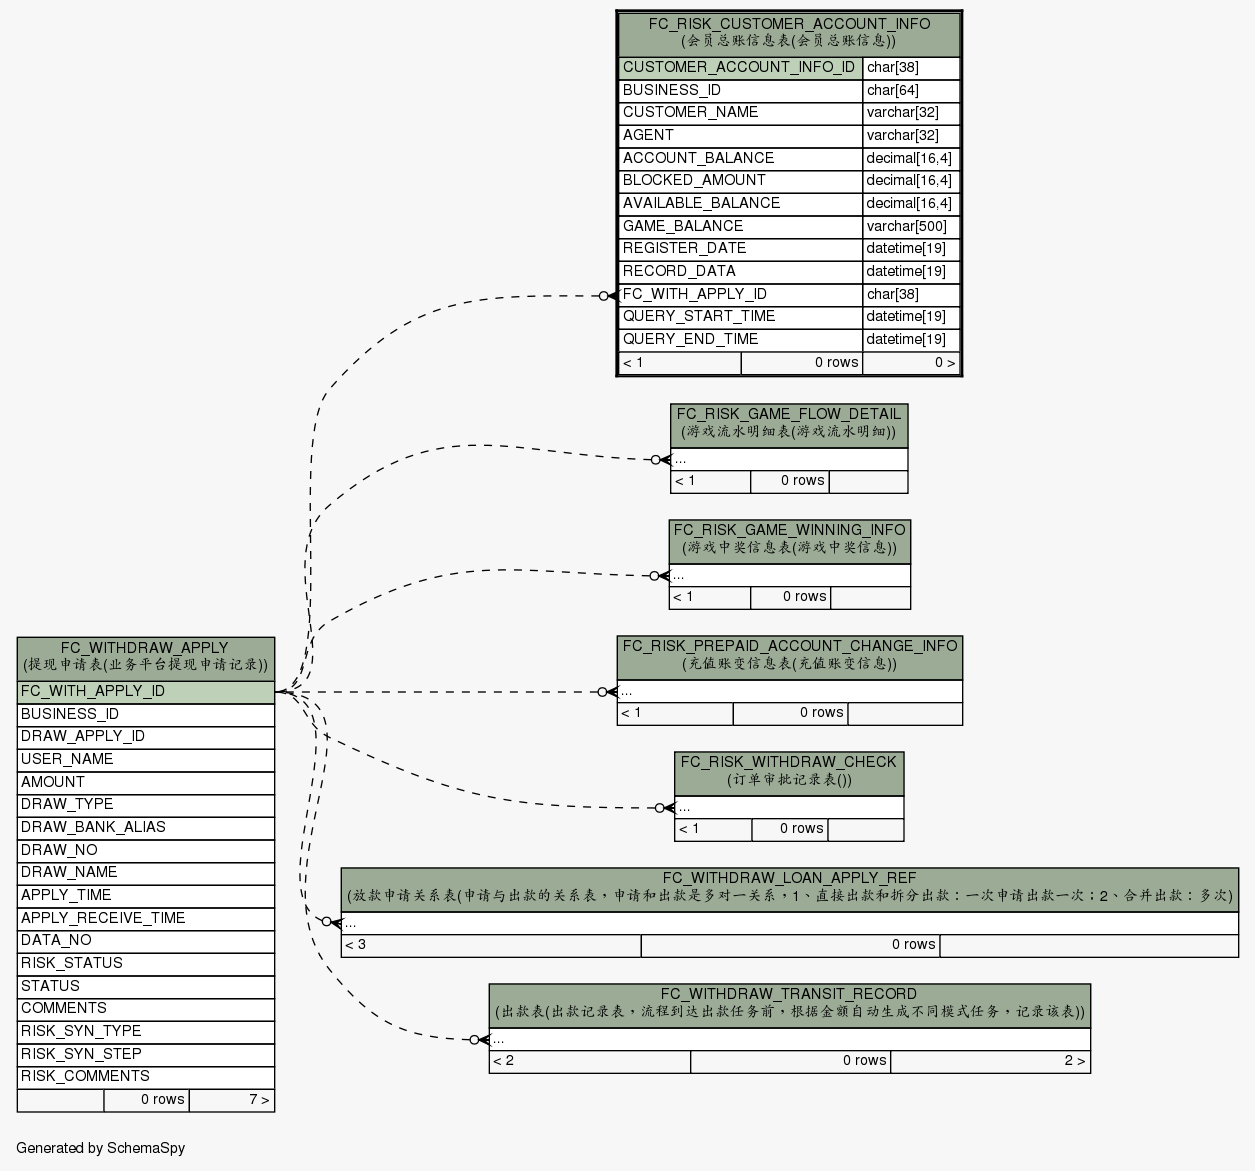 FC_RISK_CUSTOMER_ACCOUNT_INFO
(会员总账信息表(会员总账信息))
CUSTOMER_ACCOUNT_INFO_ID char[38]
BUSINESS_ID char[64]
CUSTOMER_NAME varchar[32]
AGENT varchar[32]
ACCOUNT_BALANCE decimal[16,4]
BLOCKED_AMOUNT decimal[16,4]
AVAILABLE_BALANCE decimal[16,4]
GAME_BALANCE varchar[500]
REGISTER_DATE datetime[19]
RECORD_DATA datetime[19]
FC_WITH_APPLY_ID char[38]
QUERY_START_TIME datetime[19]
QUERY_END_TIME datetime[19]
< 1 0 rows 0 >
FC_RISK_GAME_FLOW_DETAIL
(游戏流水明细表(游戏流水明细))
...
< 1 0 rows
FC_RISK_GAME_WINNING_INFO
(游戏中奖信息表(游戏中奖信息))
...
< 1 0 rows
FC_WITHDRAW_APPLY
(提现申请表(业务平台提现申请记录))
FC_WITH_APPLY_ID
BUSINESS_ID
DRAW_APPLY_ID
USER_NAME
AMOUNT
DRAW_TYPE
DRAW_BANK_ALIAS
DRAW_NO
DRAW_NAME
APPLY_TIME
APPLY_RECEIVE_TIME
DATA_NO
RISK_STATUS
STATUS
COMMENTS
RISK_SYN_TYPE
RISK_SYN_STEP
RISK_COMMENTS
0 rows 7 >
FC_RISK_PREPAID_ACCOUNT_CHANGE_INFO
(充值账变信息表(充值账变信息))
...
< 1 0 rows
FC_RISK_WITHDRAW_CHECK
(订单审批记录表())
...
< 1 0 rows
FC_WITHDRAW_LOAN_APPLY_REF
(放款申请关系表(申请与出款的关系表，申请和出款是多对一关系，1、直接出款和拆分出款：一次申请出款一次；2、合并出款：多次)
...
< 3 0 rows
FC_WITHDRAW_TRANSIT_RECORD
(出款表(出款记录表，流程到达出款任务前，根据金额自动生成不同模式任务，记录该表))
...
< 2 0 rows 2 >
Generated by SchemaSpy